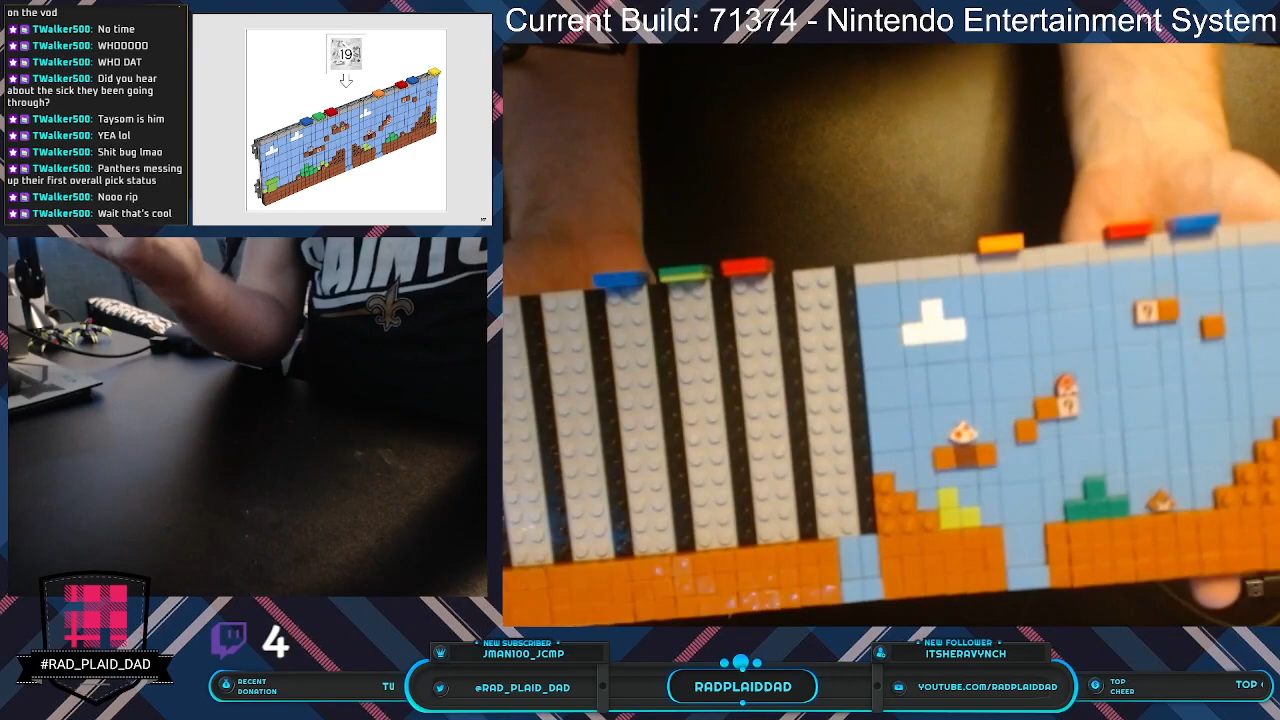 on the vod
TWalker500: No time
TWalker500: WHOOOOO
TWalker500: WHO DAT
TWalker500: Did you hear
about the sick they been going
through?
TWalker500: Taysom is him
TWalker500: YEA lol
TWalker500: Shit bug lmao
TWalker500: Panthers messing
up their first overall pick status
TWalker500: Nooo rip
TWalker500: Wait that's cool
19
Current Build: 71374 - Nintendo Entertainment System
SAINTS
?
?
#RAD_PLAID_DAD
4
NEW SUBSCRIBER
JMAN100_JCMP
NEW FOLLOWER
ITSHERAVYNCH
RECENT
DONATION
TU
@RAD_PLAID_DAD
RADPLAIDDAD
YOUTUBE.COM/RADPLAIDDAD
TOP
CHEER
TOP